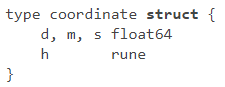 type coordinate struct {
    d, m, s float64
    h       rune
}